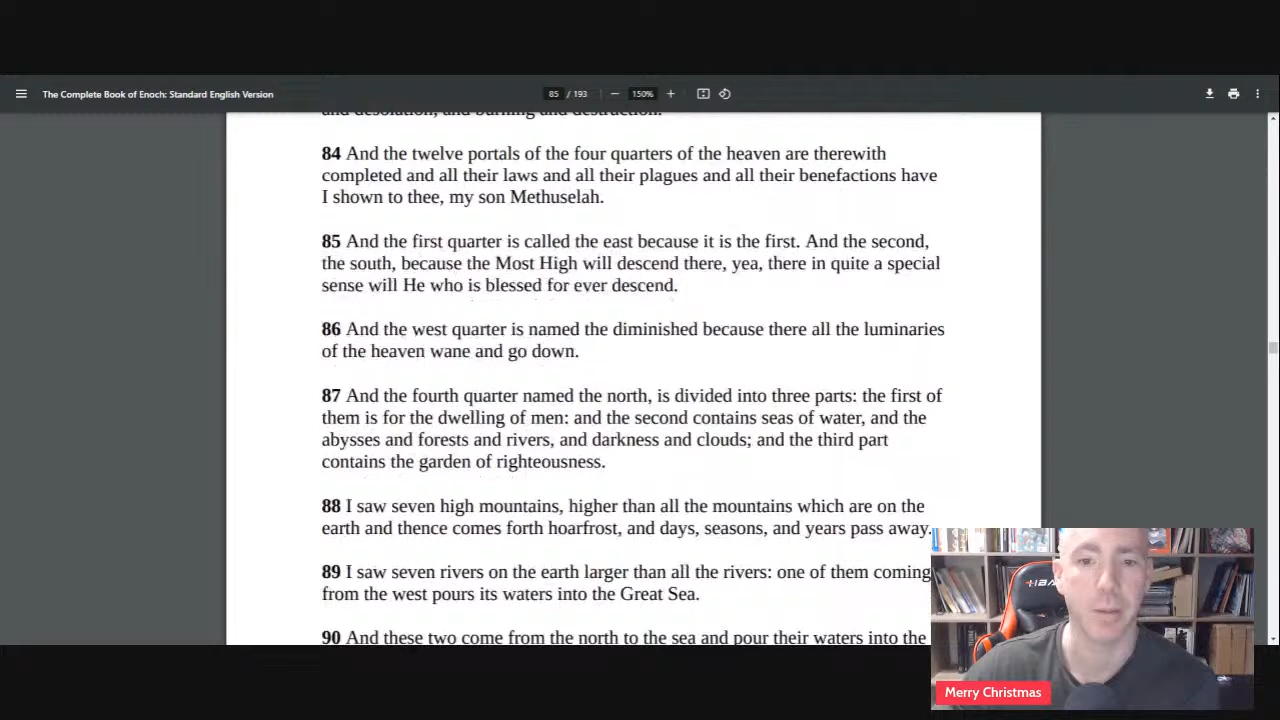 The Complete Book of Enoch: Standard English Version
85 / 193
150%
and desolation, and burning and destruction.
84 And the twelve portals of the four quarters of the heaven are therewith
completed and all their laws and all their plagues and all their benefactions have
I shown to thee, my son Methuselah.
85 And the first quarter is called the east because it is the first. And the second,
the south, because the Most High will descend there, yea, there in quite a special
sense will He who is blessed for ever descend.
86 And the west quarter is named the diminished because there all the luminaries
of the heaven wane and go down.
87 And the fourth quarter named the north, is divided into three parts: the first of
them is for the dwelling of men: and the second contains seas of water, and the
abysses and forests and rivers, and darkness and clouds; and the third part
contains the garden of righteousness.
88 I saw seven high mountains, higher than all the mountains which are on the
earth and thence comes forth hoarfrost, and days, seasons, and years pass away.
89 I saw seven rivers on the earth larger than all the rivers: one of them coming
from the west pours its waters into the Great Sea.
90 And these two come from the north to the sea and pour their waters into the
Merry Christmas